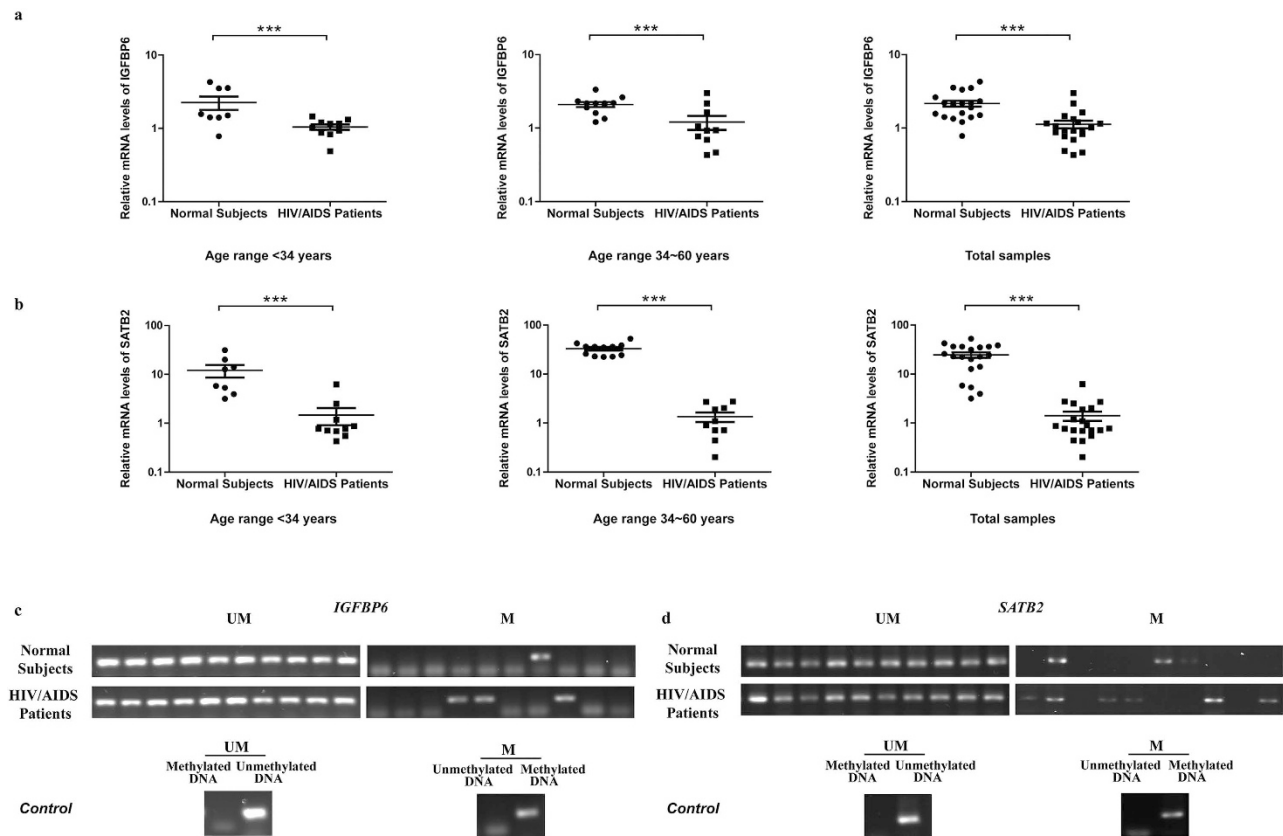 a
***
***
***
Relative mRNA levels of IGFBP6
10
1
0.1
Normal Subjects HIV/AIDS Patients
Age range <34 years
Relative mRNA levels of IGFBP6
10
1
0.1
Normal Subjects HIV/AIDS Patients
Age range 34~60 years
Relative mRNA levels of IGFBP6
10
1
0.1
Normal Subjects HIV/AIDS Patients
Total samples
b
***
***
***
Relative mRNA levels of SATB2
100
10
1
0.1
Normal Subjects HIV/AIDS Patients
Age range <34 years
Relative mRNA levels of SATB2
100
10
1
0.1
Normal Subjects HIV/AIDS Patients
Age range 34~60 years
Relative mRNA levels of SATB2
100
10
1
0.1
Normal Subjects HIV/AIDS Patients
Total samples
c
IGFBP6
UM M
Normal
Subjects
HIV/AIDS
Patients
UM
Methylated Unmethylated
DNA DNA
M
Unmethylated Methylated
DNA DNA
Control
d
SATB2
UM M
Normal
Subjects
HIV/AIDS
Patients
UM
Methylated Unmethylated
DNA DNA
M
Unmethylated Methylated
DNA DNA
Control